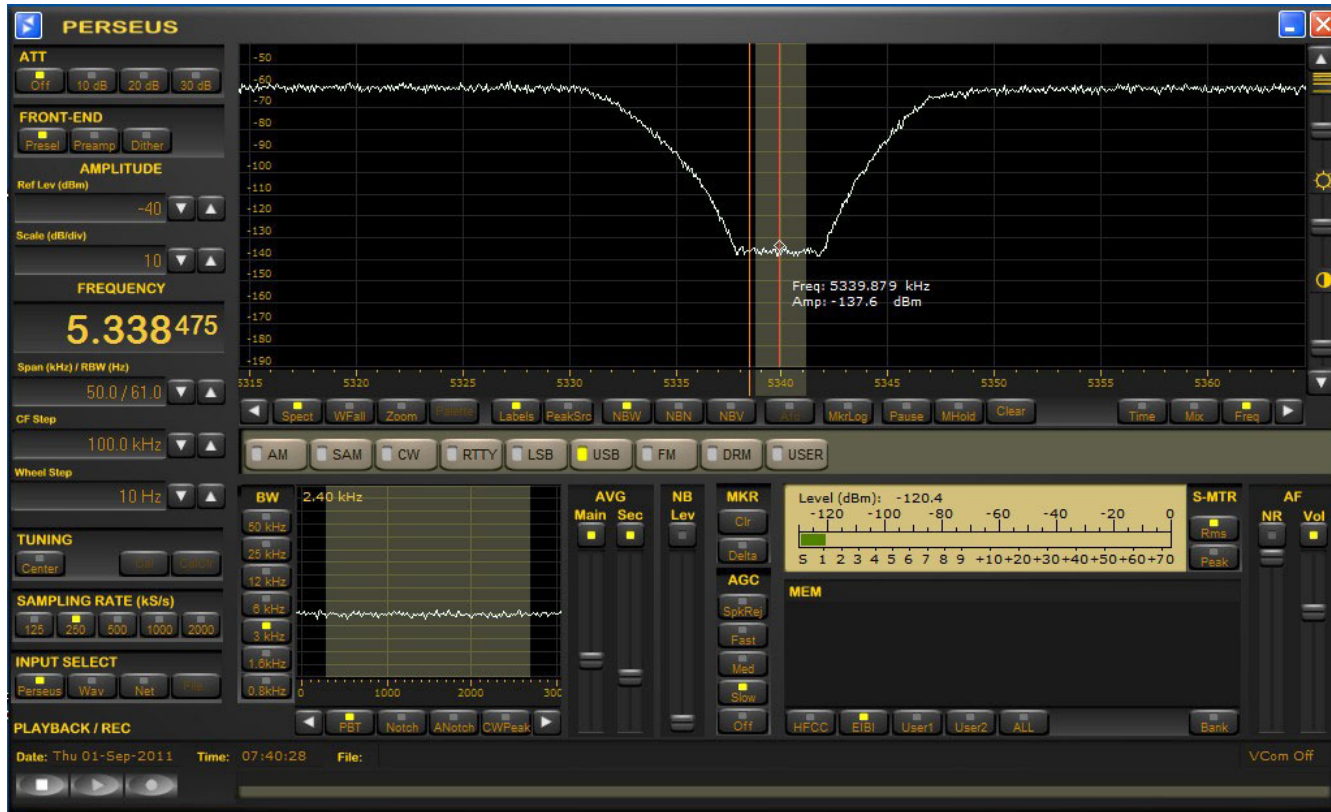 PERSEUS
ATT
Off 10 dB 20 dB 30 dB
FRONT-END
Presel Preamp Dither
AMPLITUDE
Ref Lev (dBm)
-40
Scale (dB/div)
10
FREQUENCY
5.338475
Span (kHz) / RBW (Hz)
50.0 / 61.0
CF Step
100.0 kHz
Wheel Step
10 Hz
TUNING
Center Cal CalClr
SAMPLING RATE (kS/s)
125 250 500 1000 2000
INPUT SELECT
Perseus Wav Net
PLAYBACK / REC
-50
-60
-70
-80
-90
-100
-110
-120
-130
-140
-150
-160
-170
-180
-190
Freq: 5339.879 kHz
Amp: -137.6 dBm
5315 5320 5325 5330 5335 5340 5345 5350 5355 5360
Spect WFall Zoom Palette Labels PeakSrc NBW NBN NBV Afc MkrLog Pause MHold Clear Time Mix Freq
AM SAM CW RTTY LSB USB FM DRM USER
BW
50 kHz
25 kHz
12 kHz
6 kHz
3 kHz
1.6kHz
0.8kHz
2.40 kHz
0 1000 2000 300
PBT Notch ANotch CWPeak
AVG
Main Sec
NB
Lev
MKR
Clr
Delta
AGC
SpkRej
Fast
Med
Slow
Off
Level (dBm): -120.4
-120 -100 -80 -60 -40 -20 0
S 1 2 3 4 5 6 7 8 9 +10+20+30+40+50+60+70
S-MTR
Rms
Peak
AF
NR Vol
MEM
HFCC EIBI User1 User2 ALL Bank
Date: Thu 01-Sep-2011 Time: 07:40:28 File: VCom Off